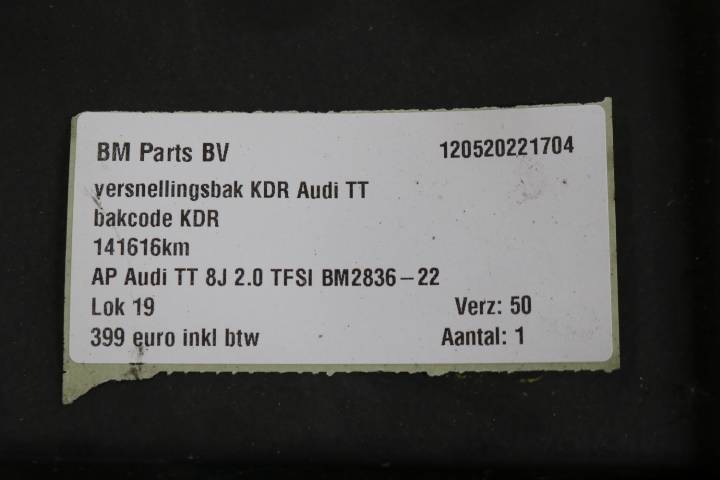 BM Parts BV 120520221704
versnellingsbak KDR Audi TT
bakcode KDR
141616km
AP Audi TT 8J 2.0 TFSI BM2836-22
Lok 19 Verz: 50
399 euro inkl btw Aantal: 1